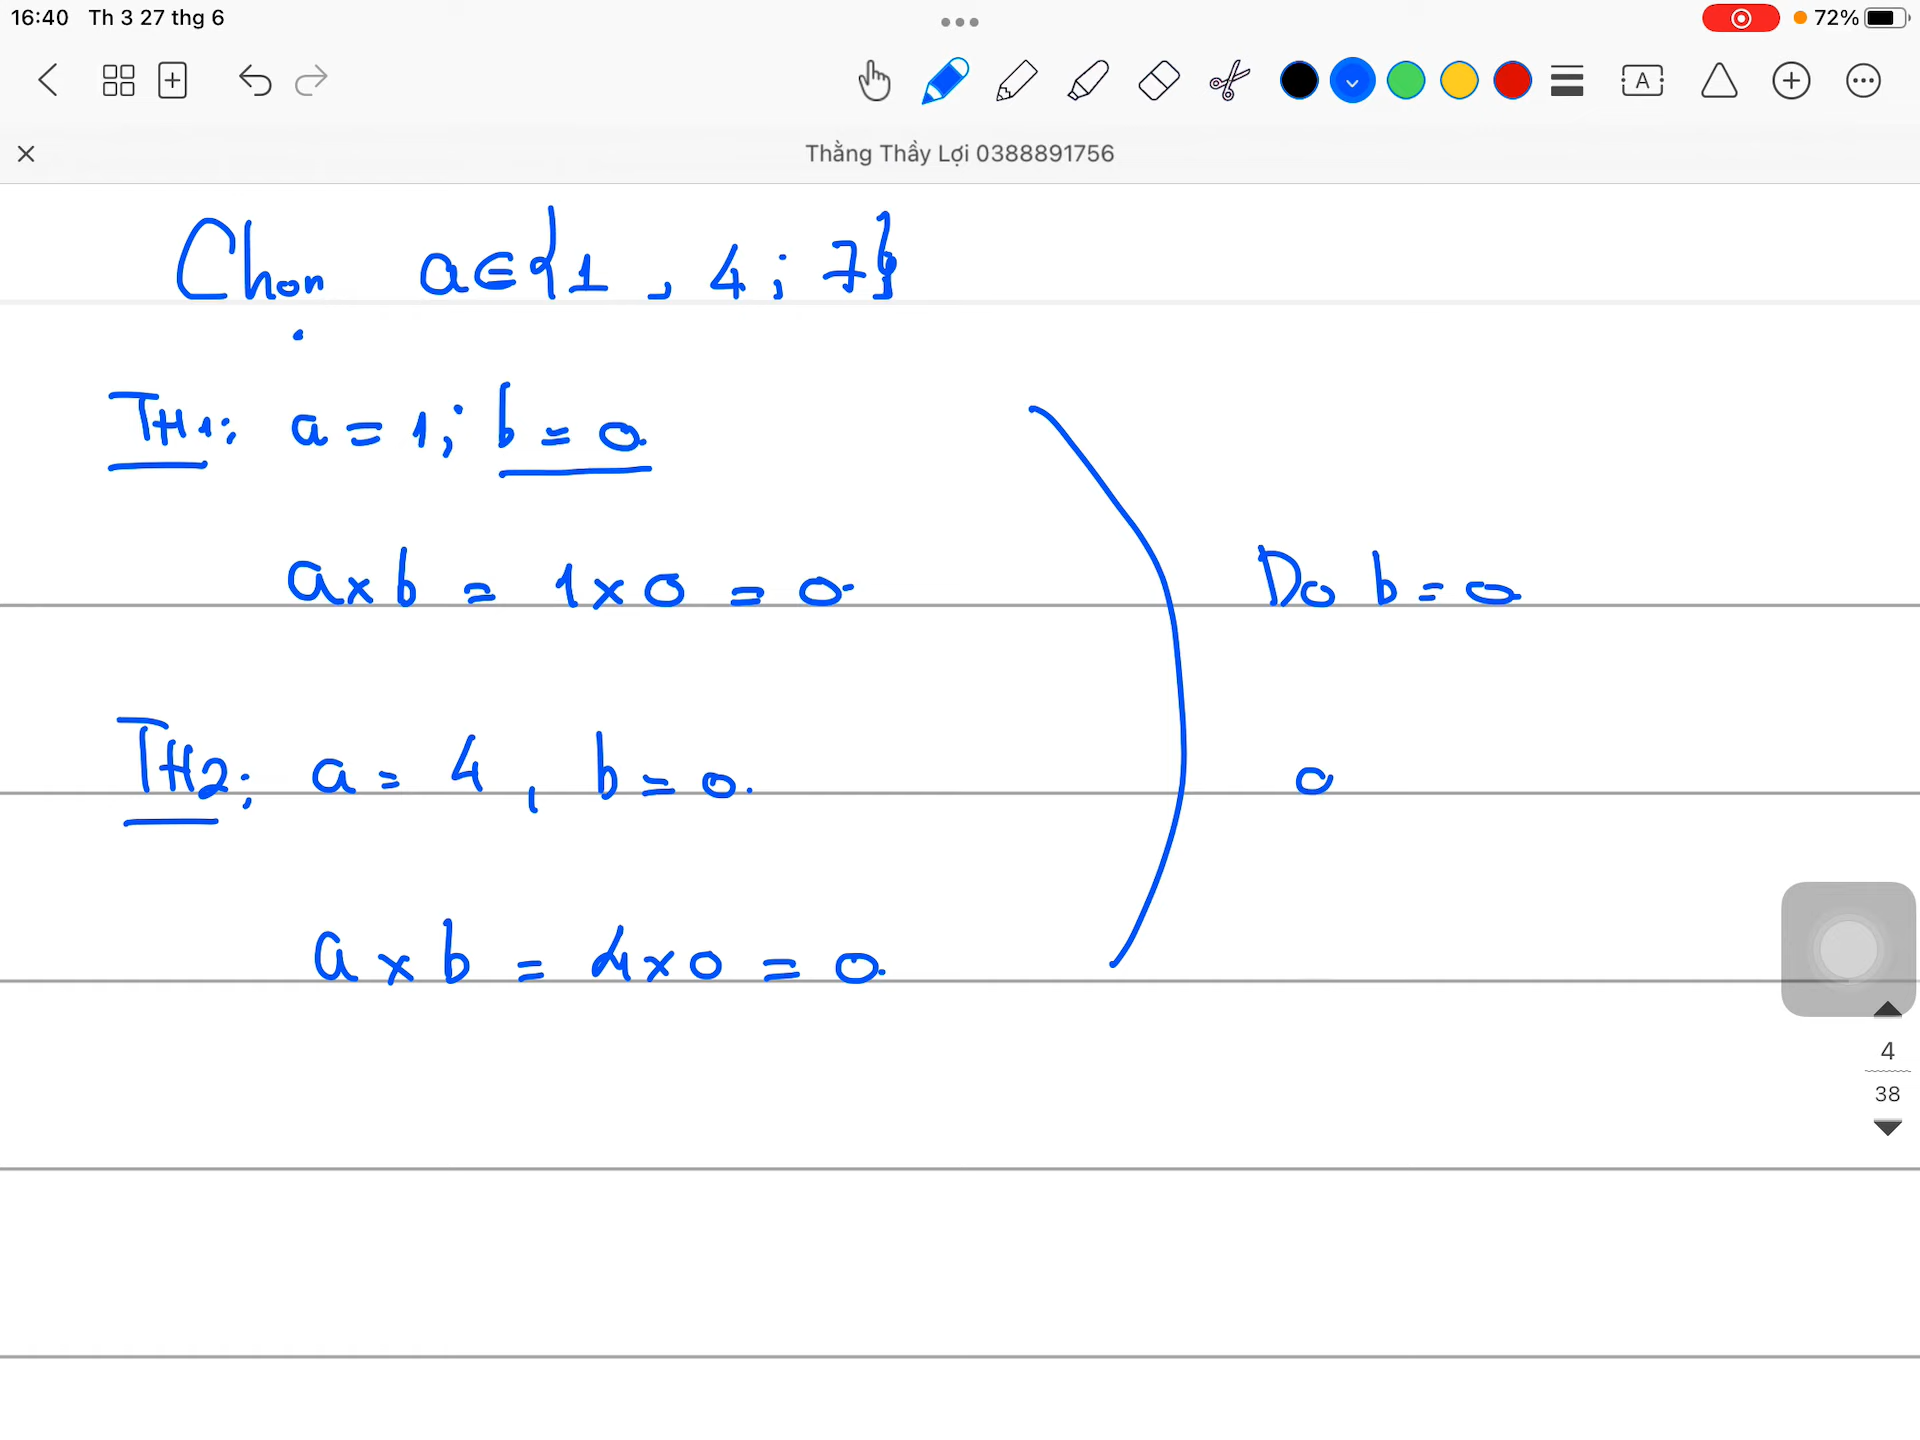 16:40 Th 3 27 thg 6
72%
A
Thằng Thầy Lợi 0388891756
Chọn a∈{1, 4; 7}
TH1: a = 1; b = 0
a×b = 1×0 = 0.
Do b = 0
TH2: a = 4, b = 0.
0
a × b = 4×0 = 0.
4
38